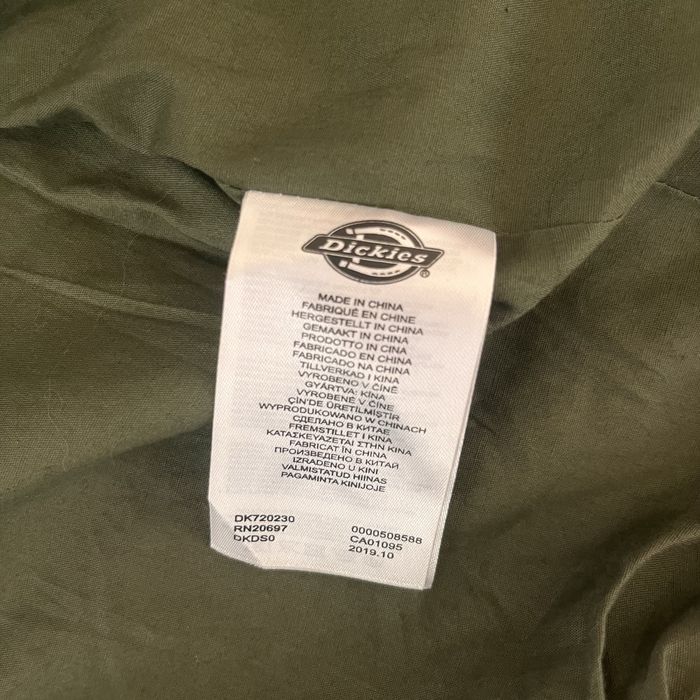 Dickies®
MADE IN CHINA
FABRIQUÉ EN CHINE
HERGESTELLT IN CHINA
GEMAAKT IN CHINA
PRODOTTO IN CINA
FABRICADO EN CHINA
FABRICADO NA CHINA
TILLVERKAD I KINA
VYROBENO V ČÍNĚ
GYÁRTVA: KÍNA
VYROBENÉ V ČÍNE
ÇİN'DE ÜRETİLMİŞTİR
WYPRODUKOWANO W CHINACH
СДЕЛАНО В КИТАЕ
FREMSTILLET I KINA
ΚΑΤΑΣΚΕΥΑΖΕΤΑΙ ΣΤΗΝ ΚΙΝΑ
FABRICAT ÎN CHINA
ПРОИЗВЕДЕНО В КИТАЙ
IZRAĐENO U KINI
VALMISTATUD HIINAS
PAGAMINTA KINIJOJE
DK720230
RN20697 0000508588
DKDS0 CA01095
2019.10